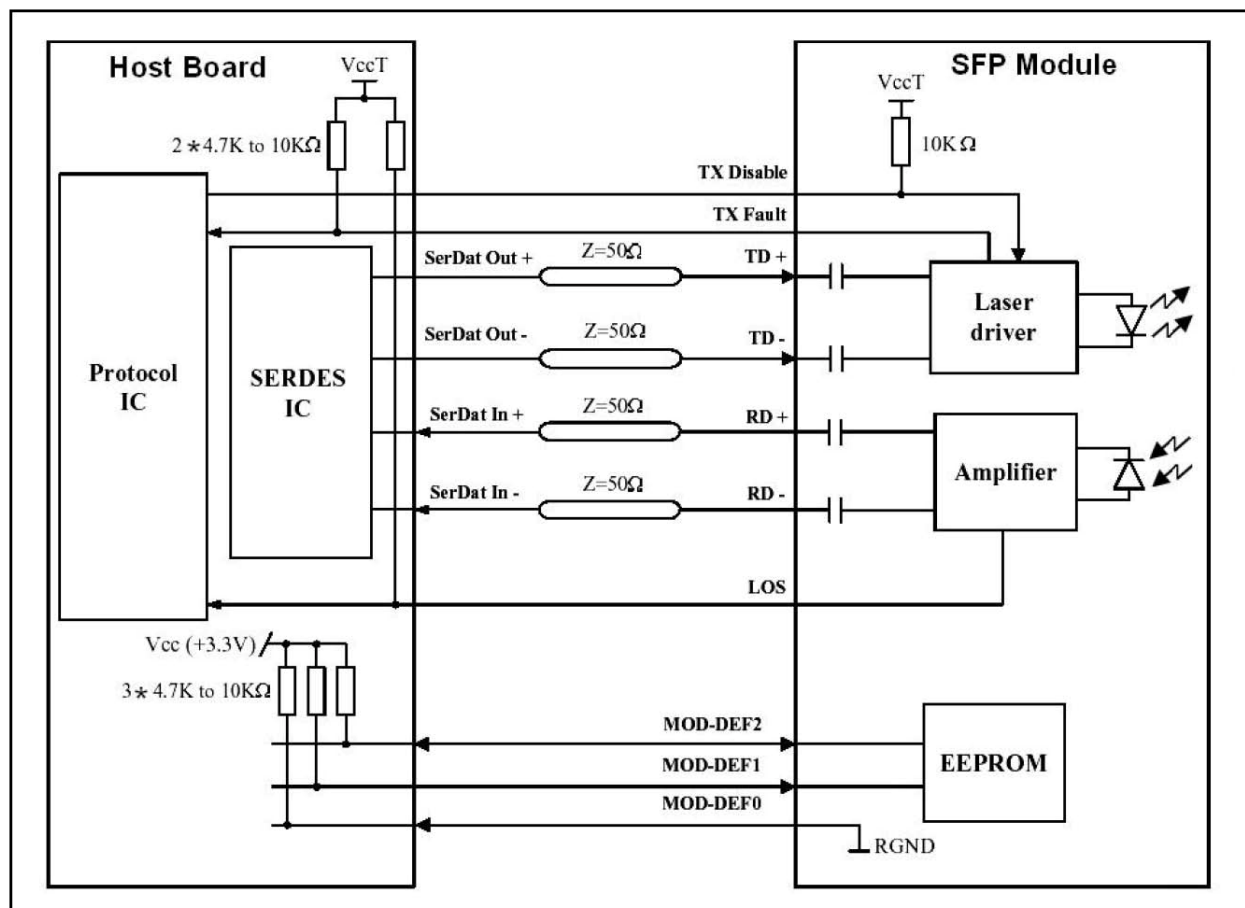 Host Board
SFP Module
VccT
VccT
2*4.7K to 10KΩ
10KΩ
TX Disable
TX Fault
SerDat Out +
Z=50Ω
TD +
SerDat Out -
Z=50Ω
TD -
Laser
driver
Protocol
IC
SERDES
IC
SerDat In +
Z=50Ω
RD +
SerDat In -
Z=50Ω
RD -
Amplifier
LOS
Vcc (+3.3V)
3*4.7K to 10KΩ
MOD-DEF2
MOD-DEF1
MOD-DEF0
EEPROM
RGND